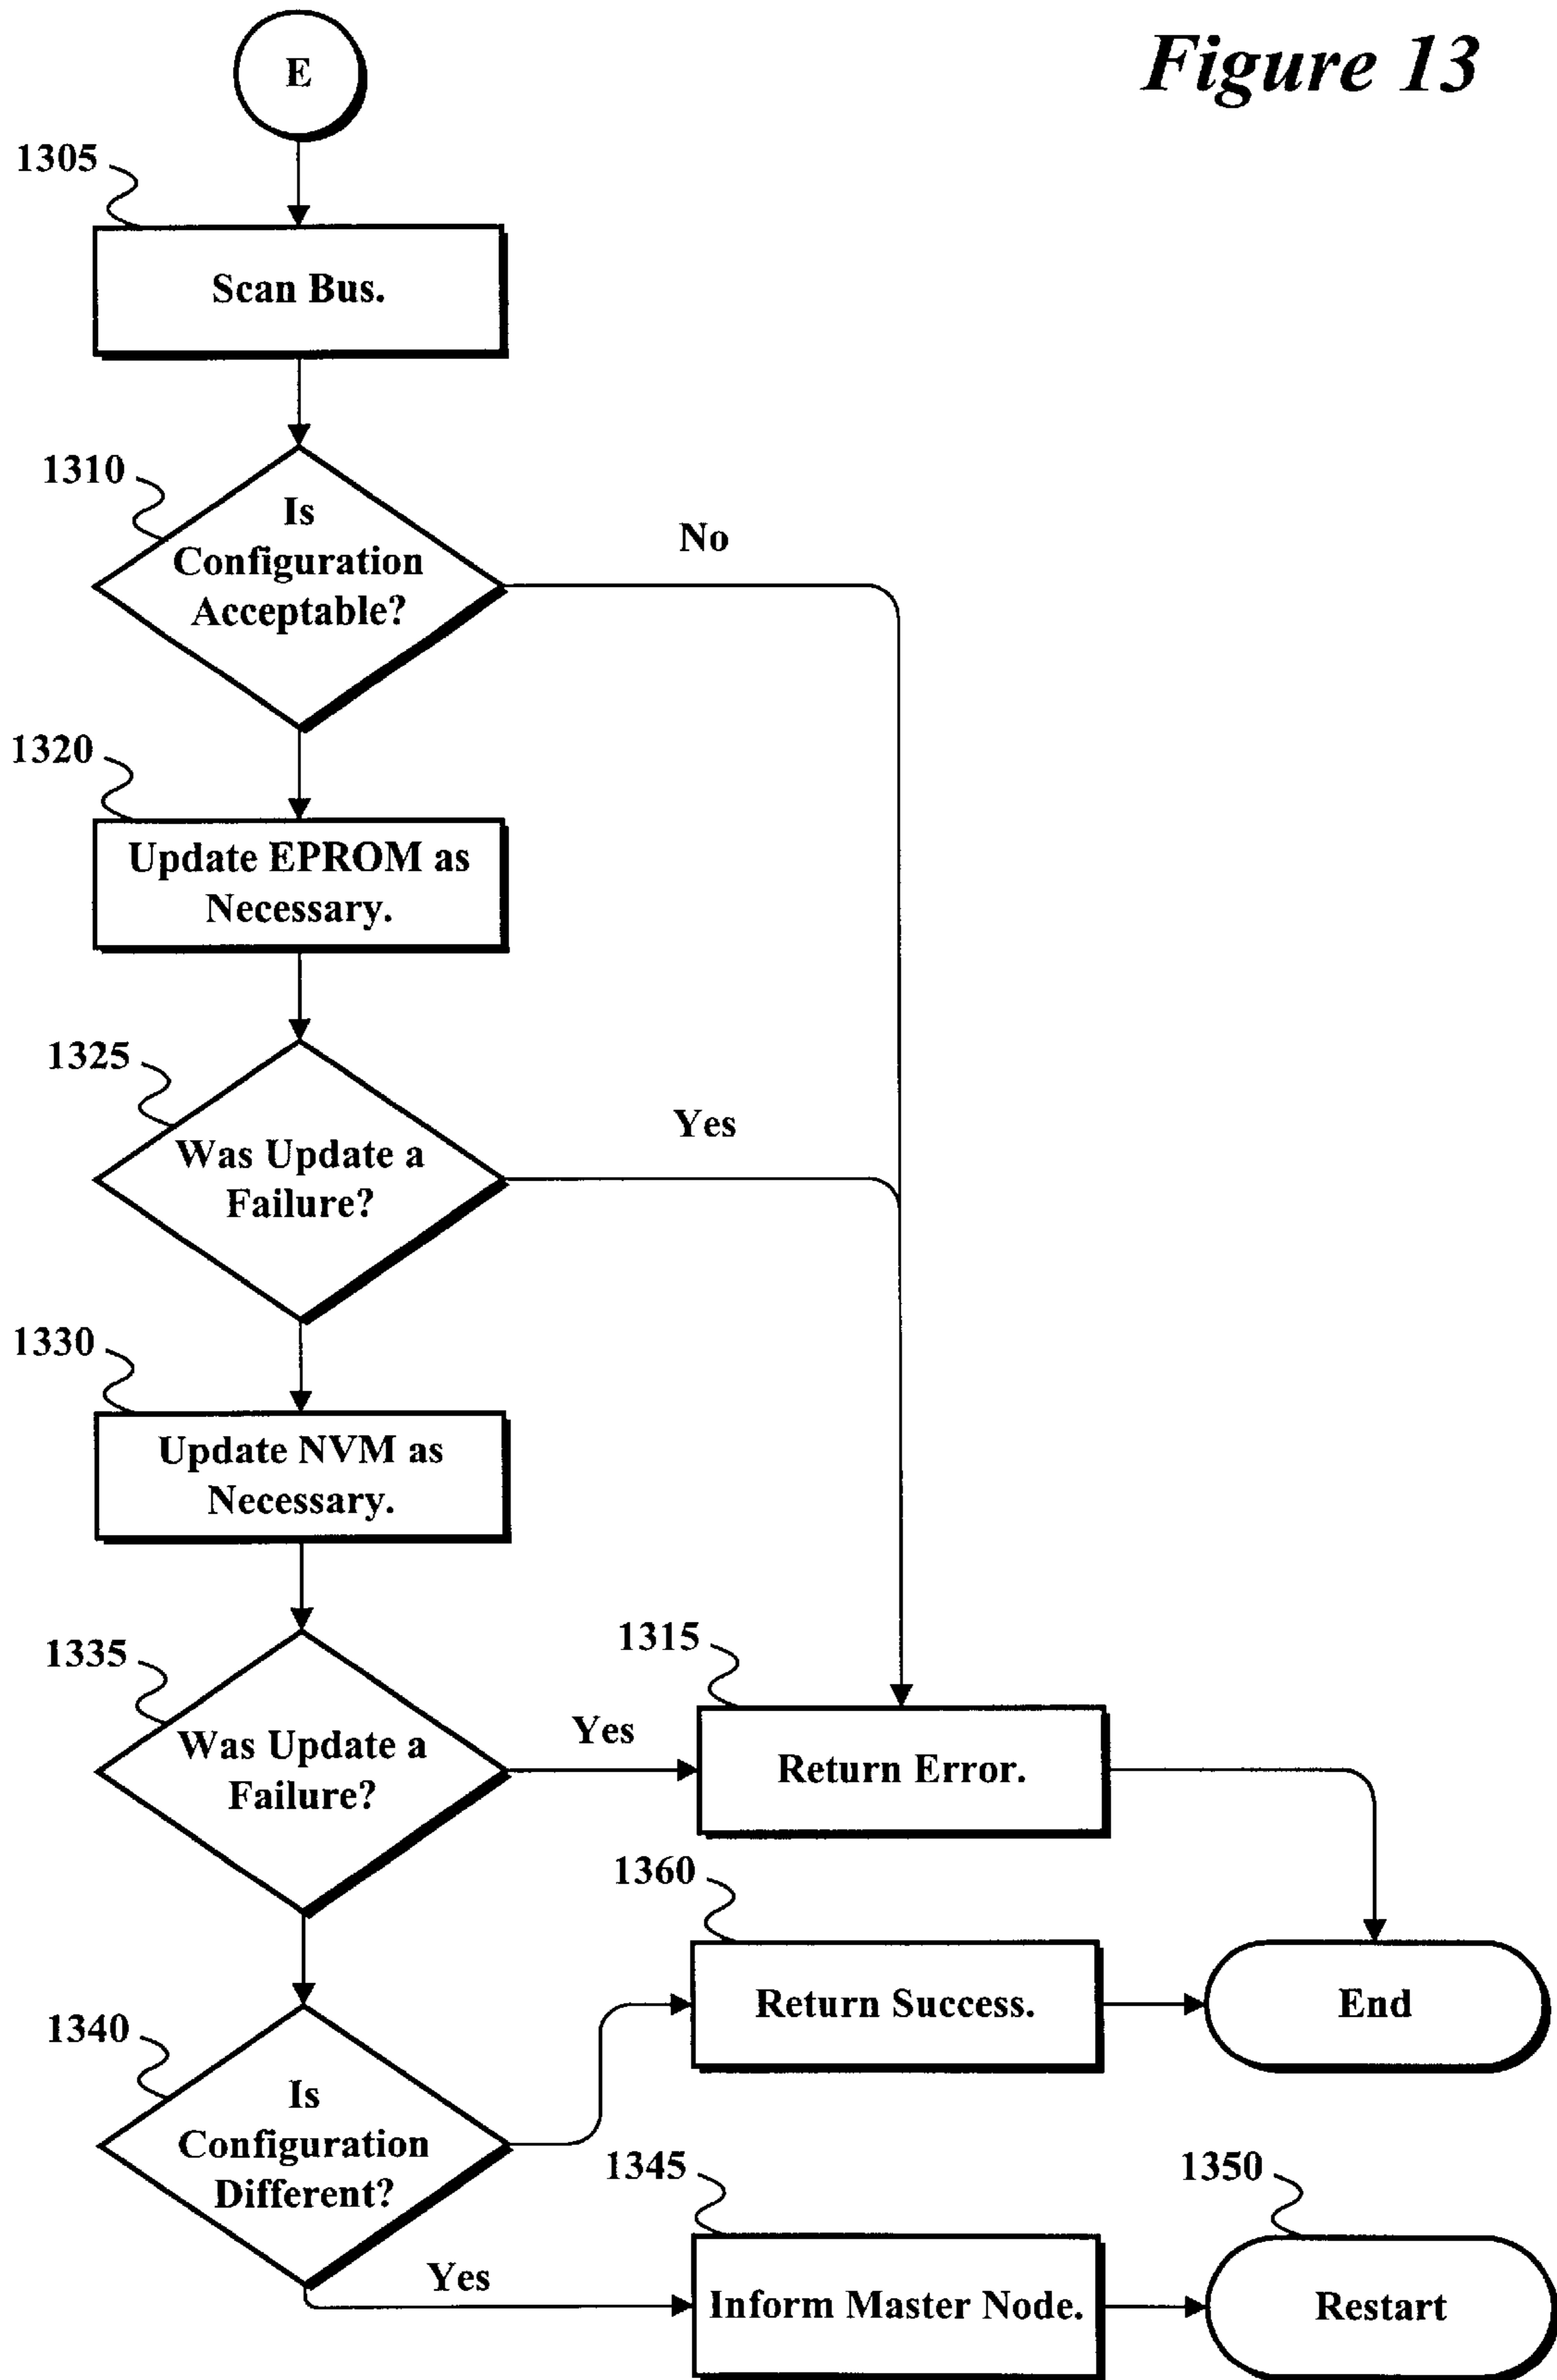 Figure 13
E
1305
Scan Bus.
1310
Is
Configuration
Acceptable?
No
1320
Update EPROM as
Necessary.
1325
Was Update a
Failure?
Yes
1330
Update NVM as
Necessary.
1335
Was Update a
Failure?
Yes
1315
Return Error.
1360
Return Success.
End
1340
Is
Configuration
Different?
Yes
1345
Inform Master Node.
1350
Restart